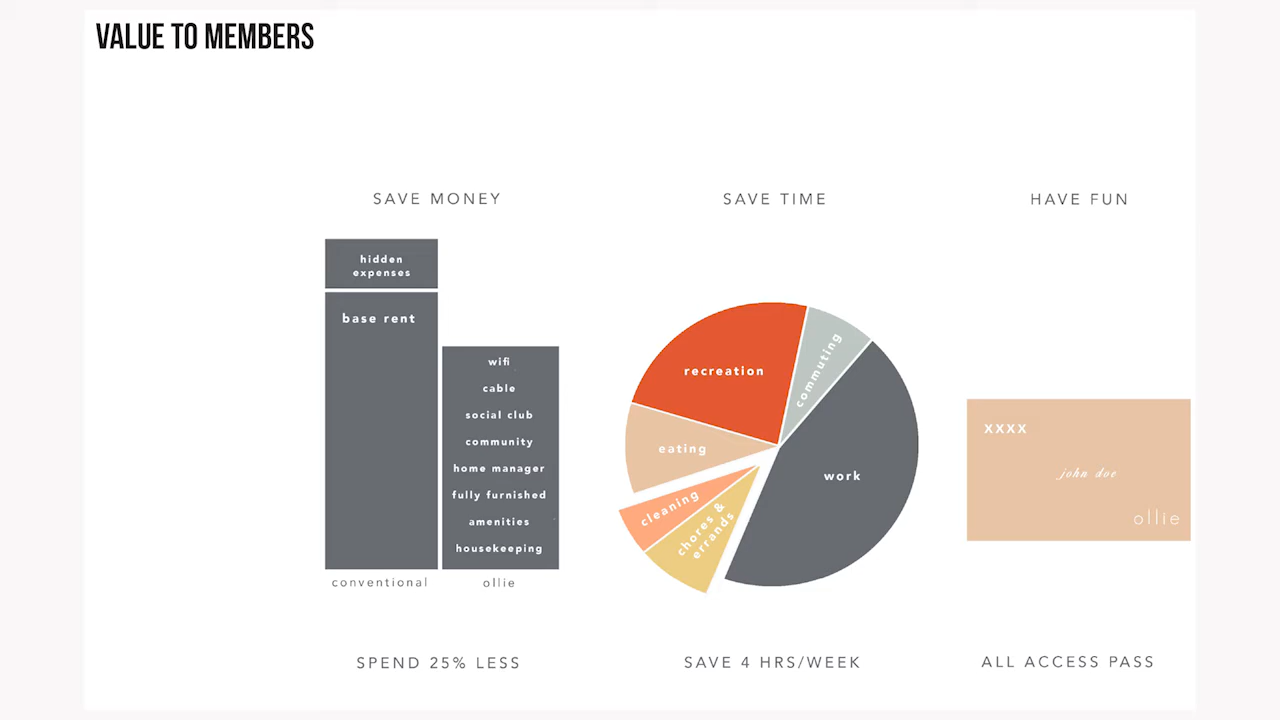 VALUE TO MEMBERS
SAVE MONEY
hidden
expenses
base rent
wifi
cable
social club
community
home manager
fully furnished
amenities
housekeeping
conventional
ollie
SPEND 25% LESS
SAVE TIME
recreation
commuting
eating
work
cleaning
chores &
errands
SAVE 4 HRS/WEEK
HAVE FUN
XXXX
john doe
ollie
ALL ACCESS PASS